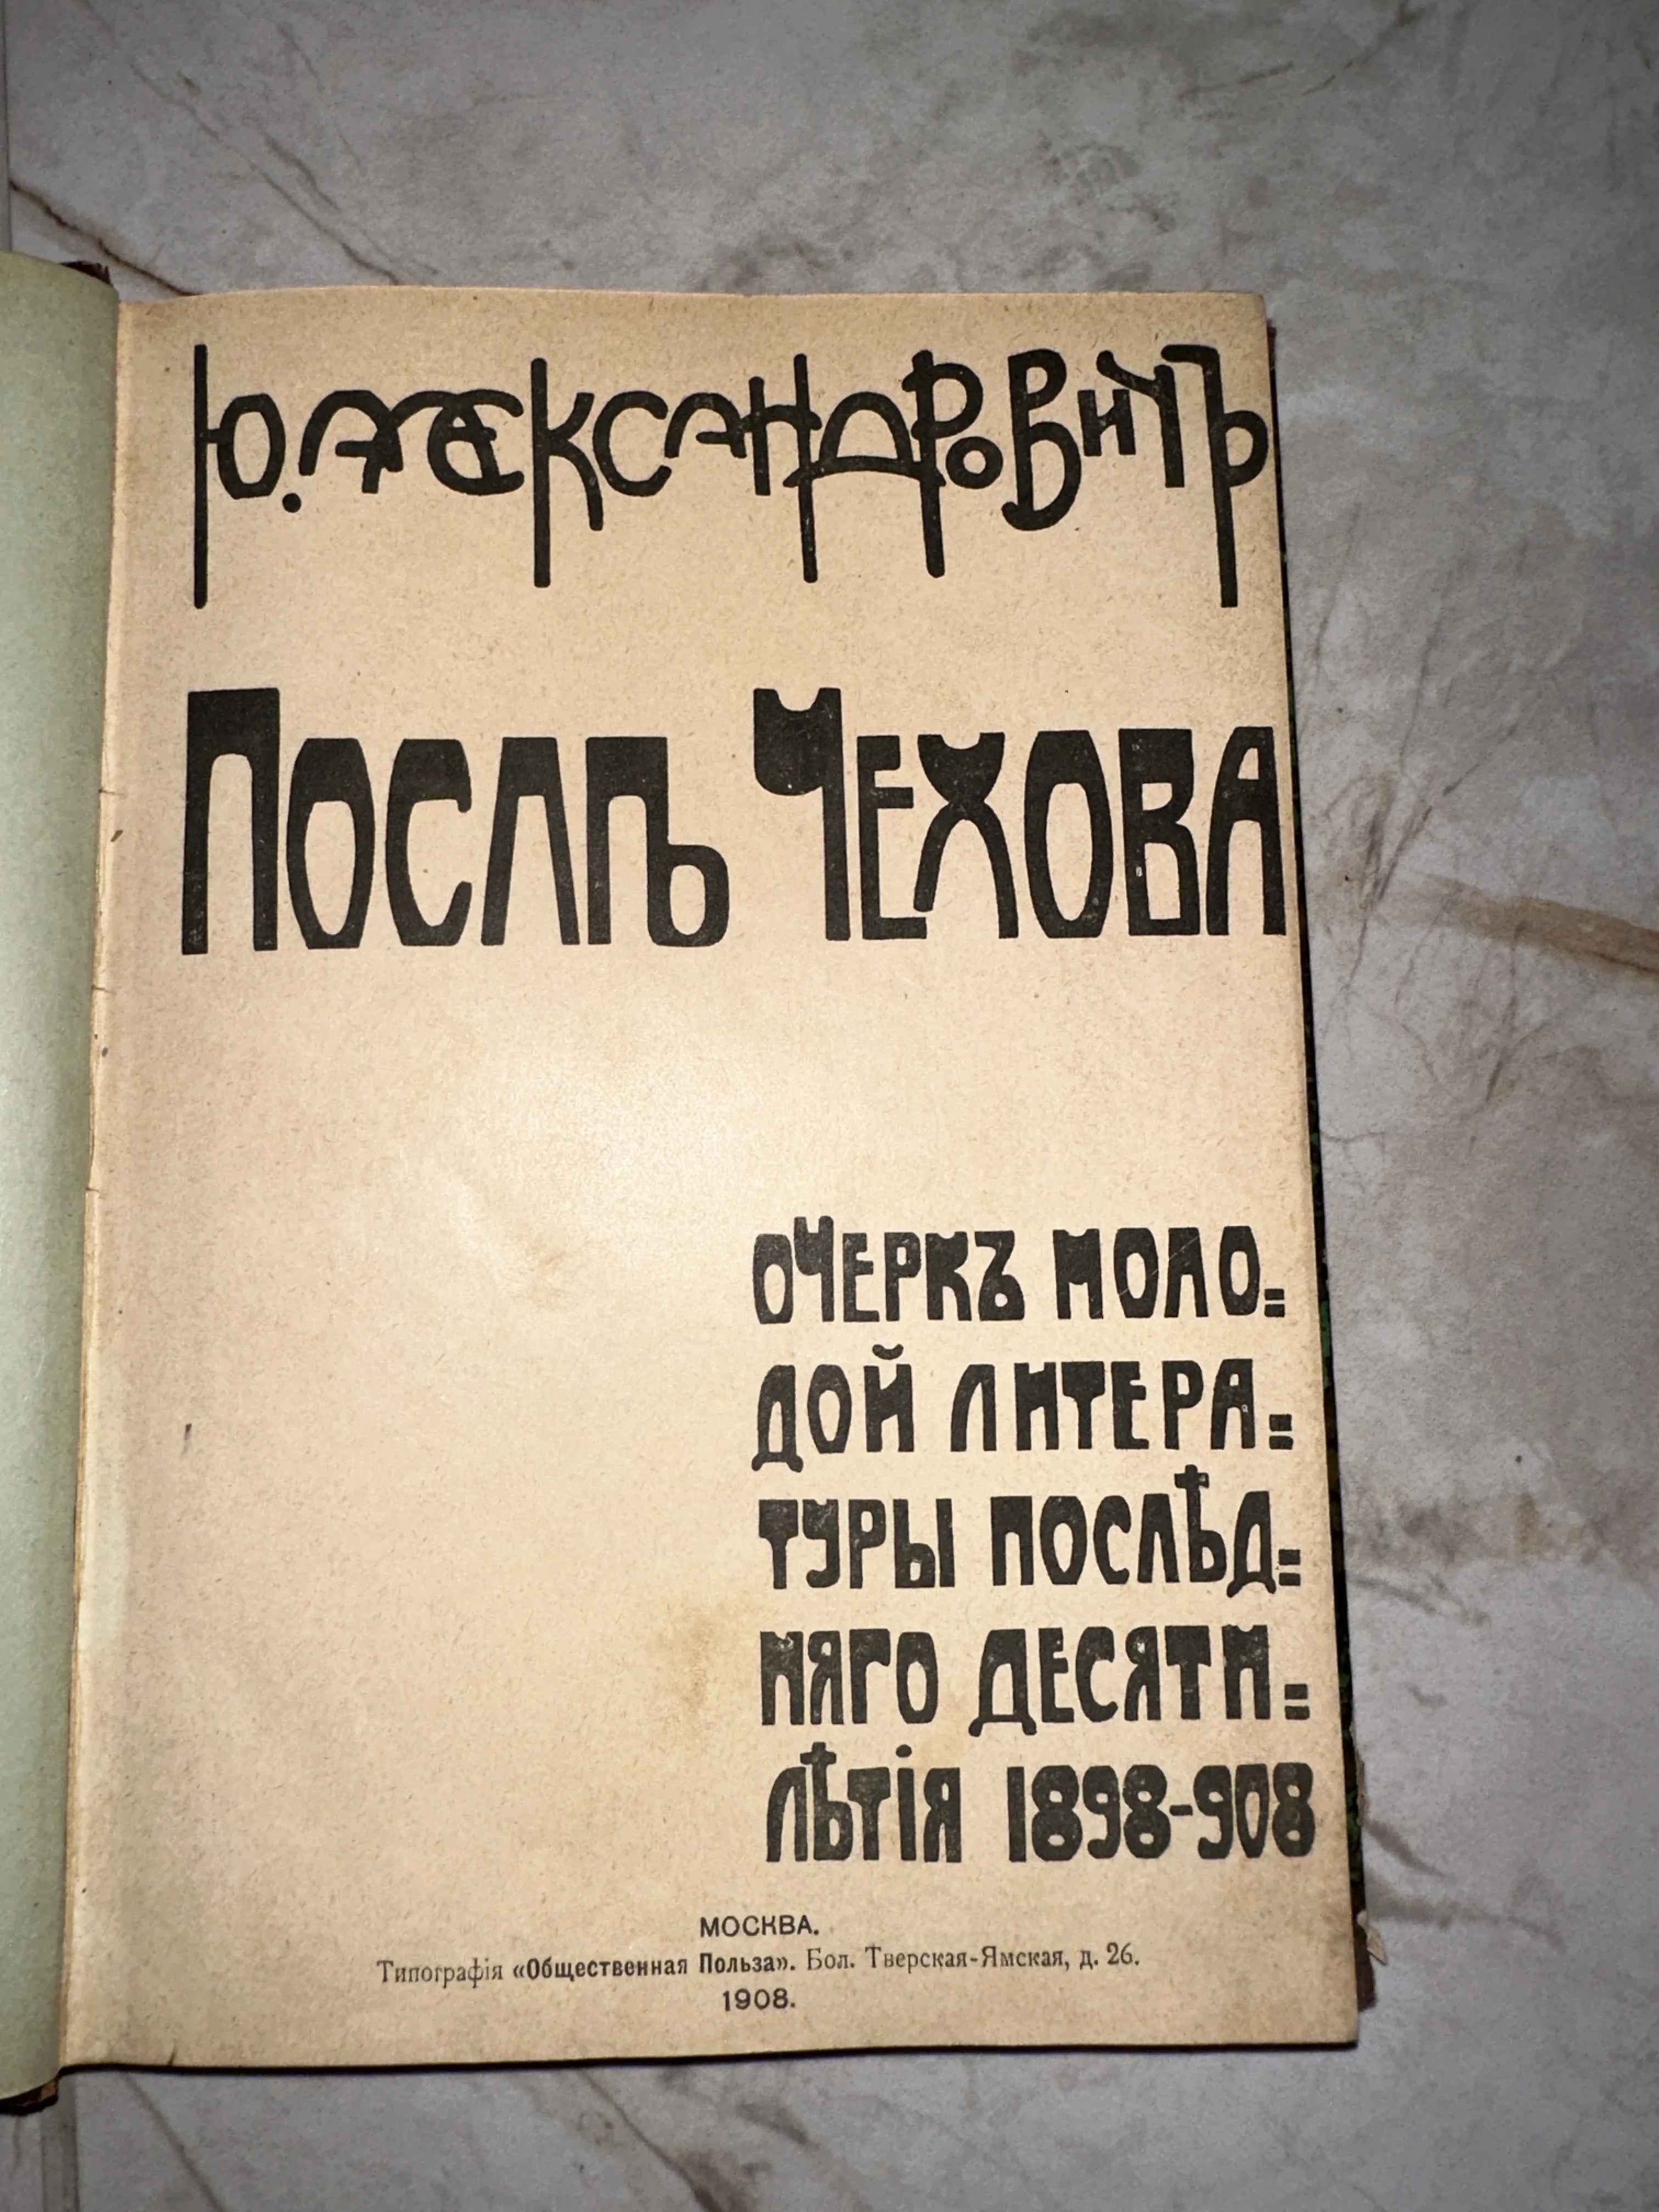 Ю. Александровичъ
Послѣ Чехова
Очеркъ моло=
дой литера=
туры послѣд=
няго десяти=
лѣтія 1898-908
МОСКВА.
Типографія «Общественная Польза». Бол. Тверская-Ямская, д. 26.
1908.